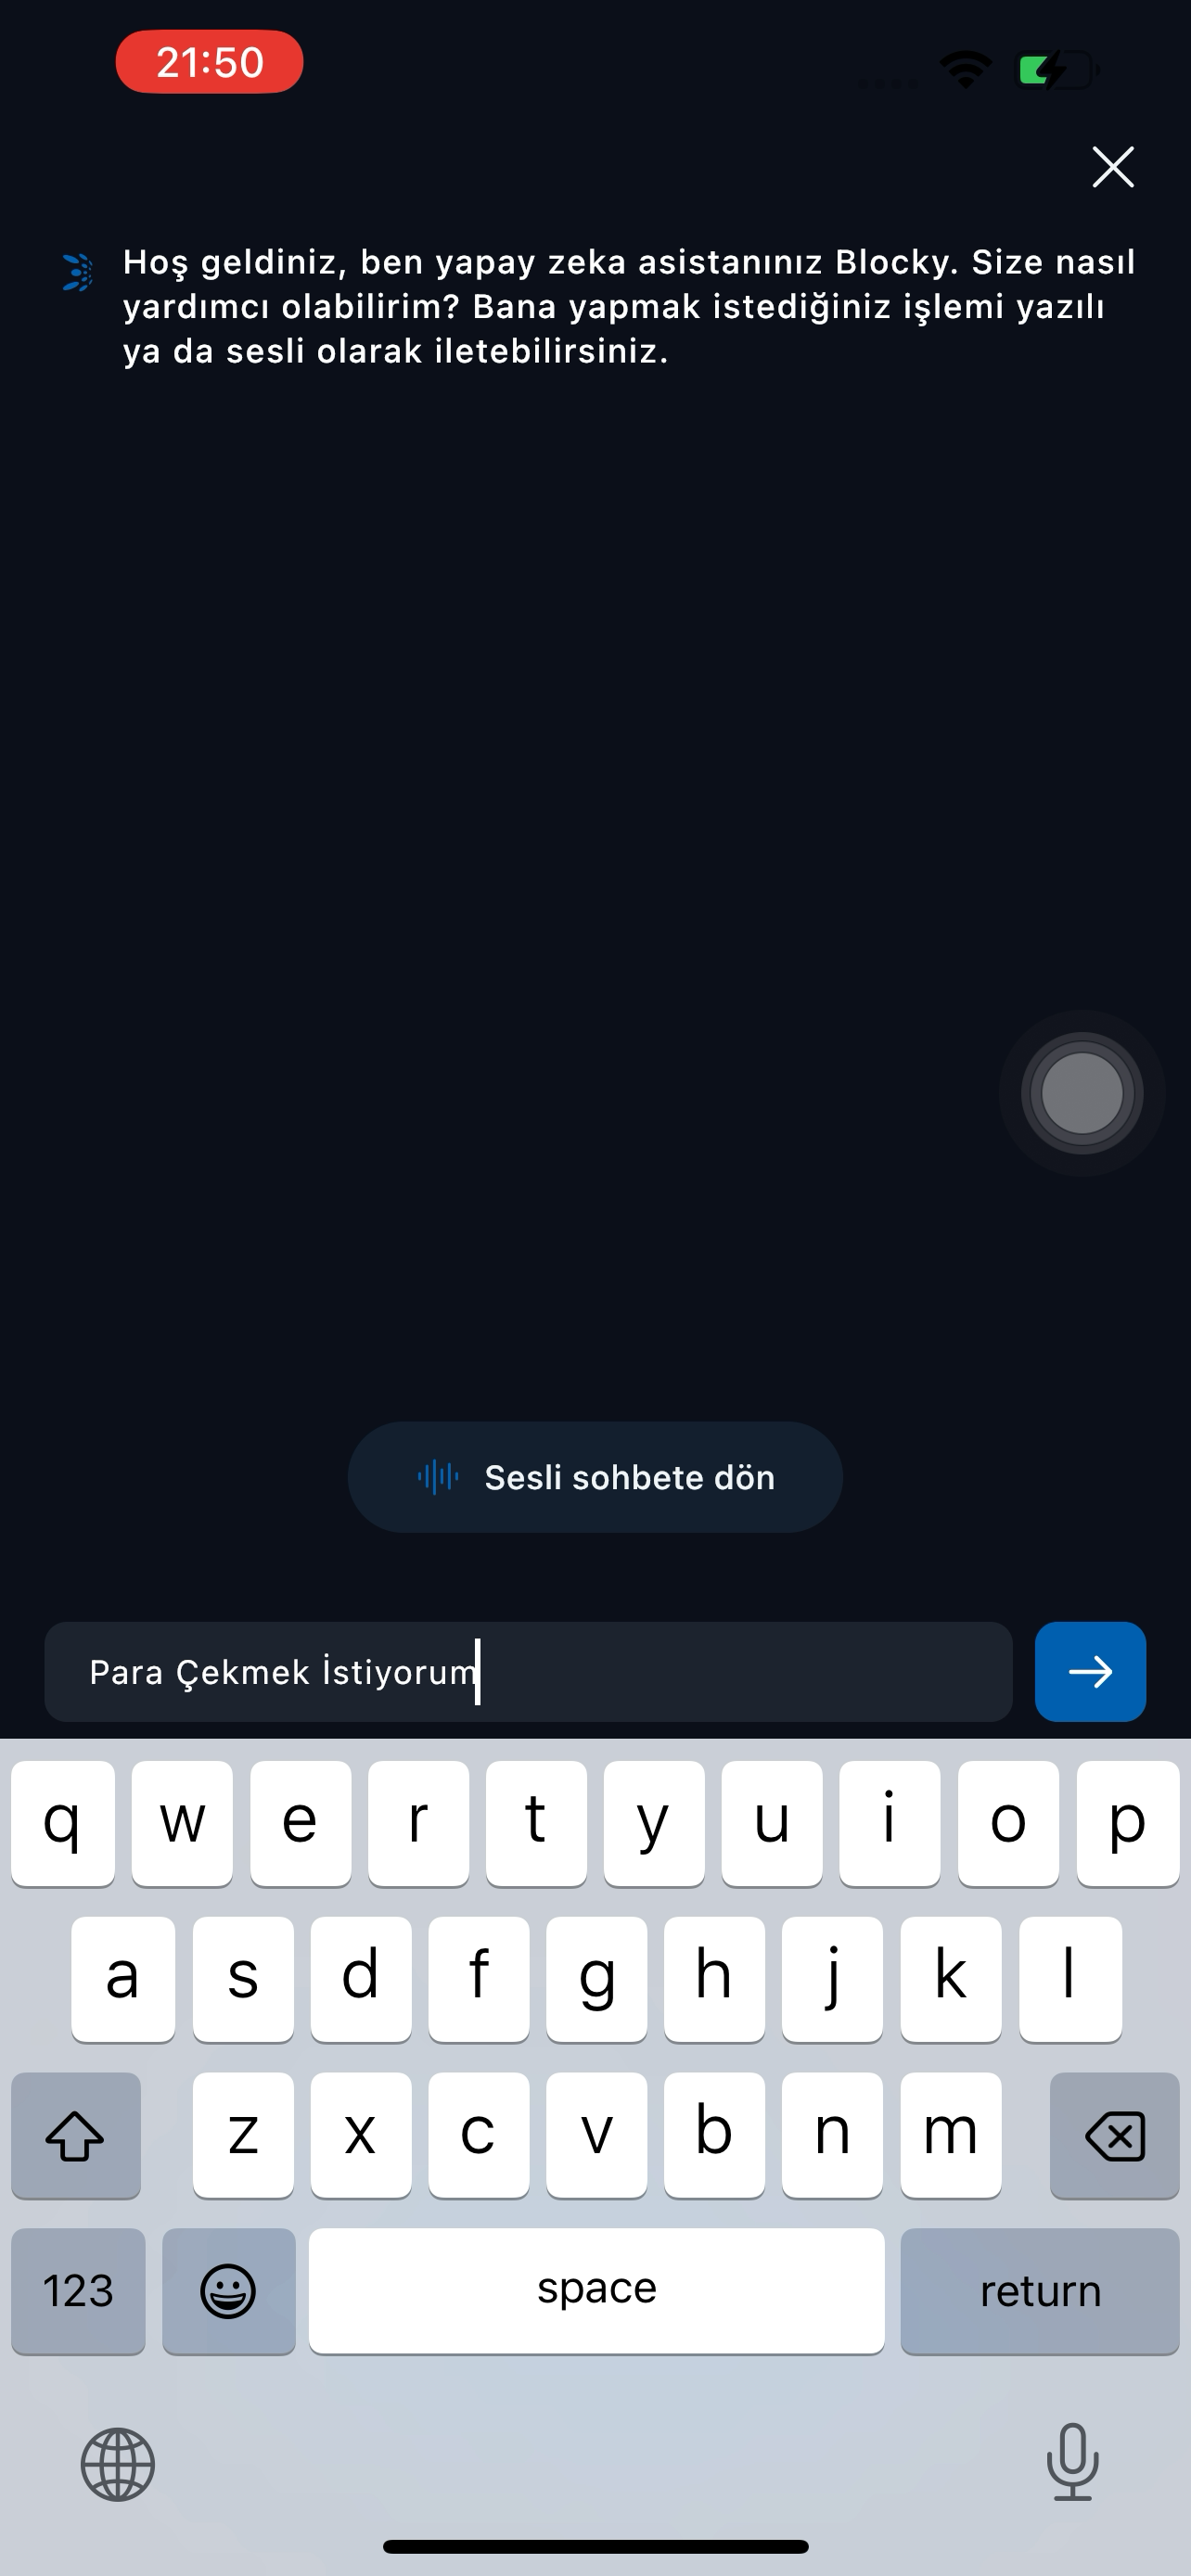 21:50
Hoş geldiniz, ben yapay zeka asistanınız Blocky. Size nasıl
yardımcı olabilirim? Bana yapmak istediğiniz işlemi yazılı
ya da sesli olarak iletebilirsiniz.
Sesli sohbete dön
Para Çekmek İstiyorum
q w e r t y u i o p
a s d f g h j k l
z x c v b n m
123 space return